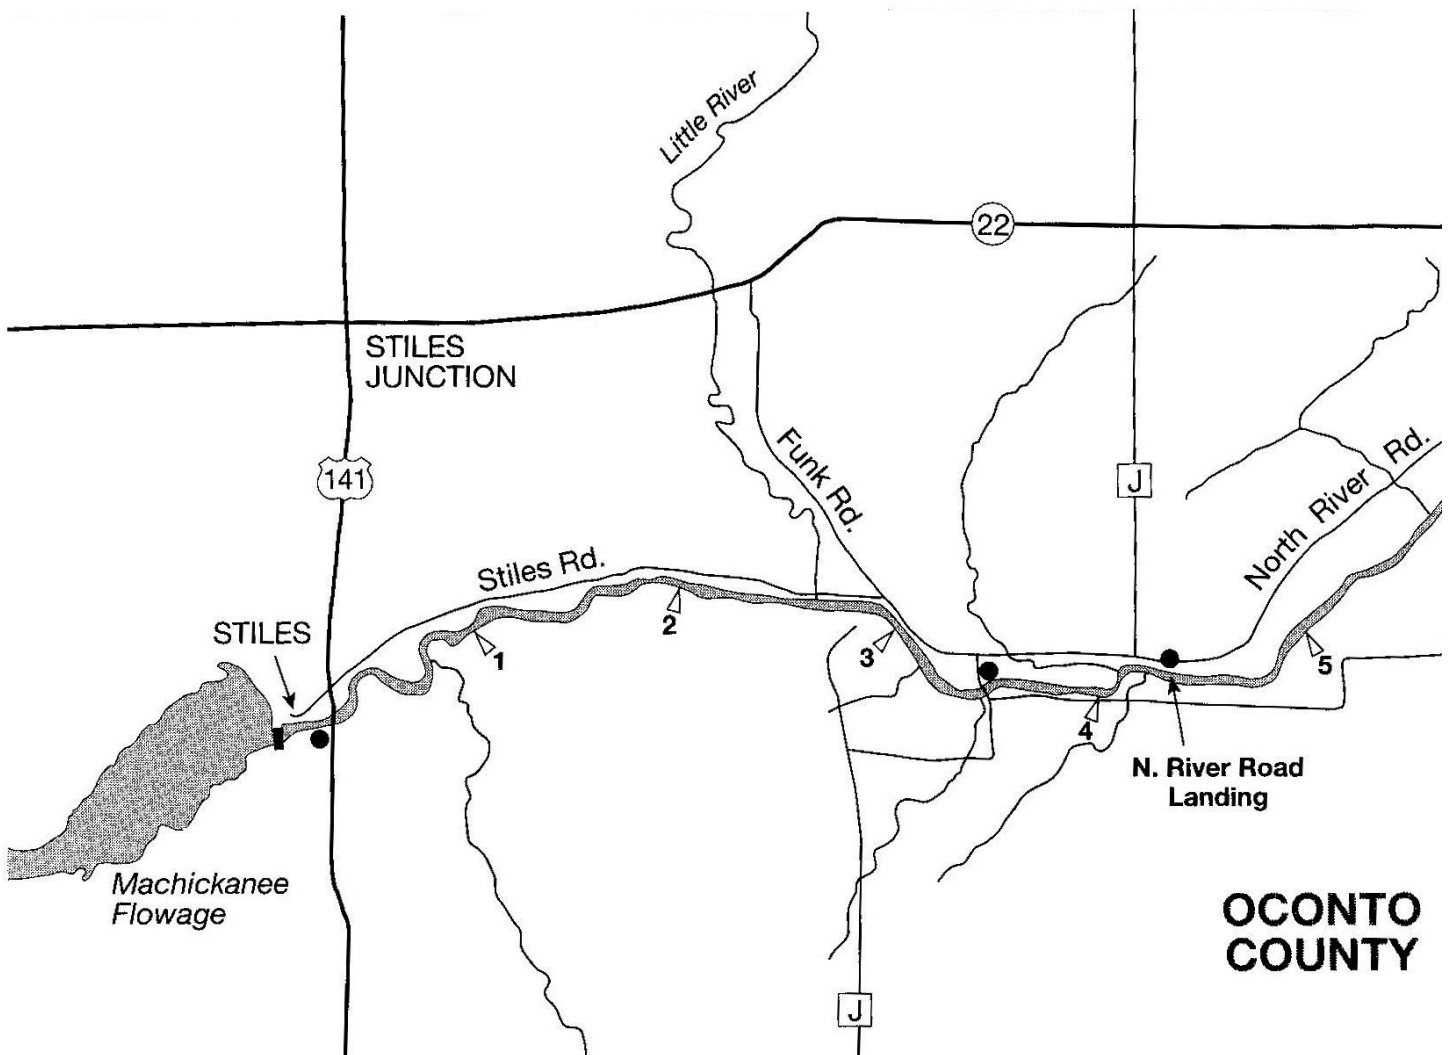 Little River
22
STILES
JUNCTION
141
Funk Rd.
J
North River Rd.
Stiles Rd.
STILES
1
2
3
4
5
N. River Road
Landing
Machickanee
Flowage
OCONTO
COUNTY
J